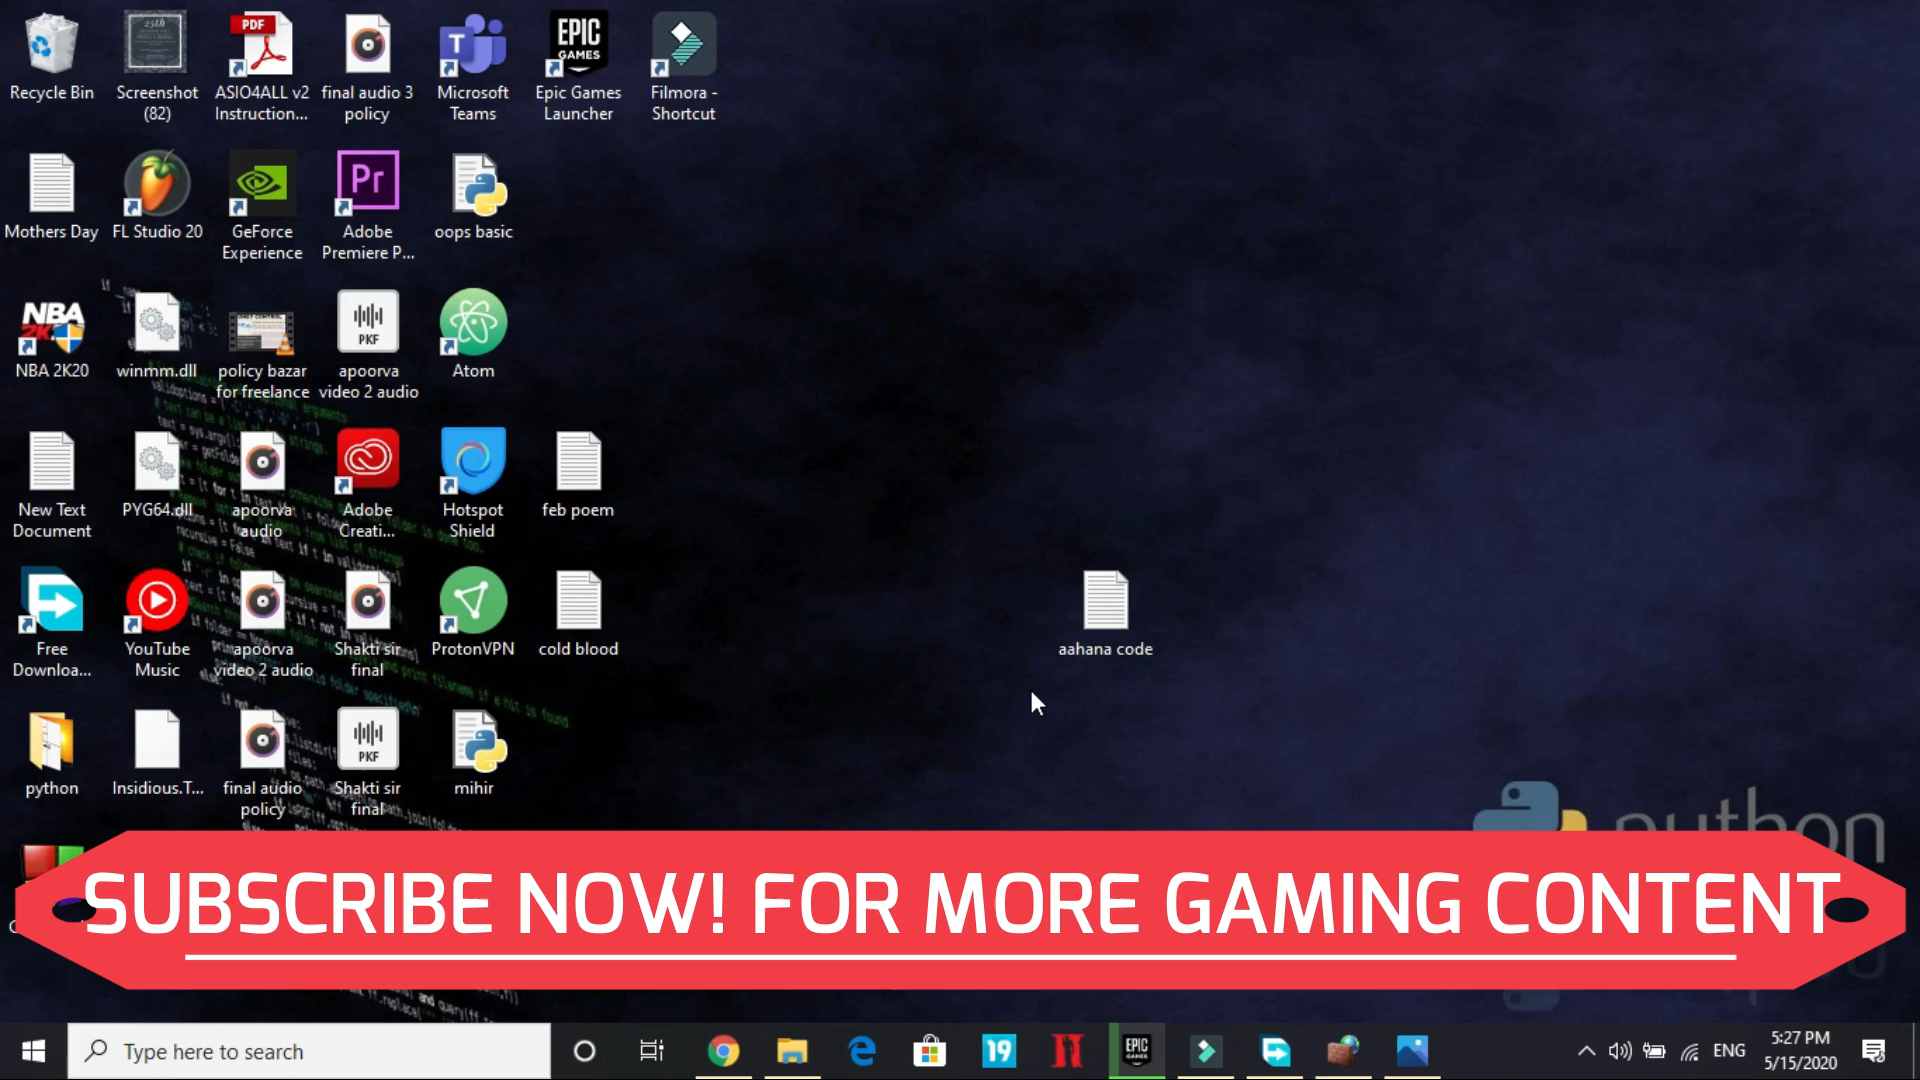 Recycle Bin
Screenshot
(82)
PDF
ASIO4ALL v2
Instruction...
final audio 3
policy
T
Microsoft
Teams
EPIC
GAMES
Epic Games
Launcher
Filmora -
Shortcut
Mothers Day
FL Studio 20
GeForce
Experience
Pr
Adobe
Premiere P...
oops basic
NBA
2K
NBA 2K20
winmm.dll
policy bazar
for freelance
PKF
apoorva
video 2 audio
Atom
New Text
Document
PYG64.dll
apoorva
audio
Adobe
Creati...
Hotspot
Shield
feb poem
Free
Downloa...
YouTube
Music
apoorva
video 2 audio
Shakti sir
final
ProtonVPN
cold blood
aahana code
python
Insidious.T...
final audio
policy
PKF
Shakti sir
final
mihir
python
SUBSCRIBE NOW! FOR MORE GAMING CONTENT
Type here to search
19
EPIC
GAMES
ENG
5:27 PM
5/15/2020